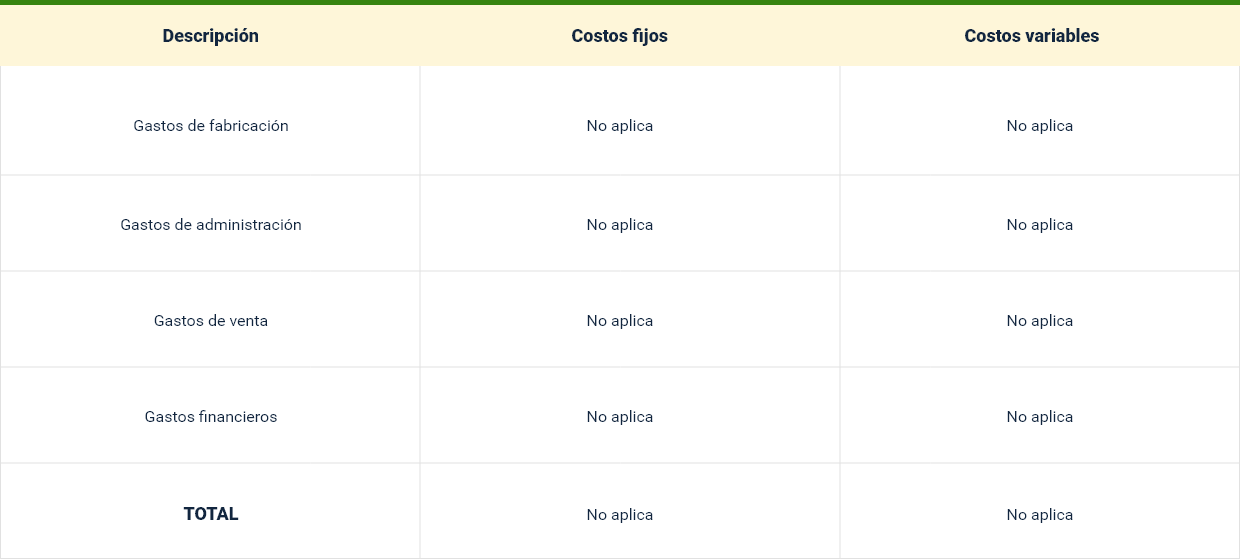 Descripción Costos fijos Costos variables
Gastos de fabricación No aplica No aplica
Gastos de administración No aplica No aplica
Gastos de venta No aplica No aplica
Gastos financieros No aplica No aplica
TOTAL No aplica No aplica